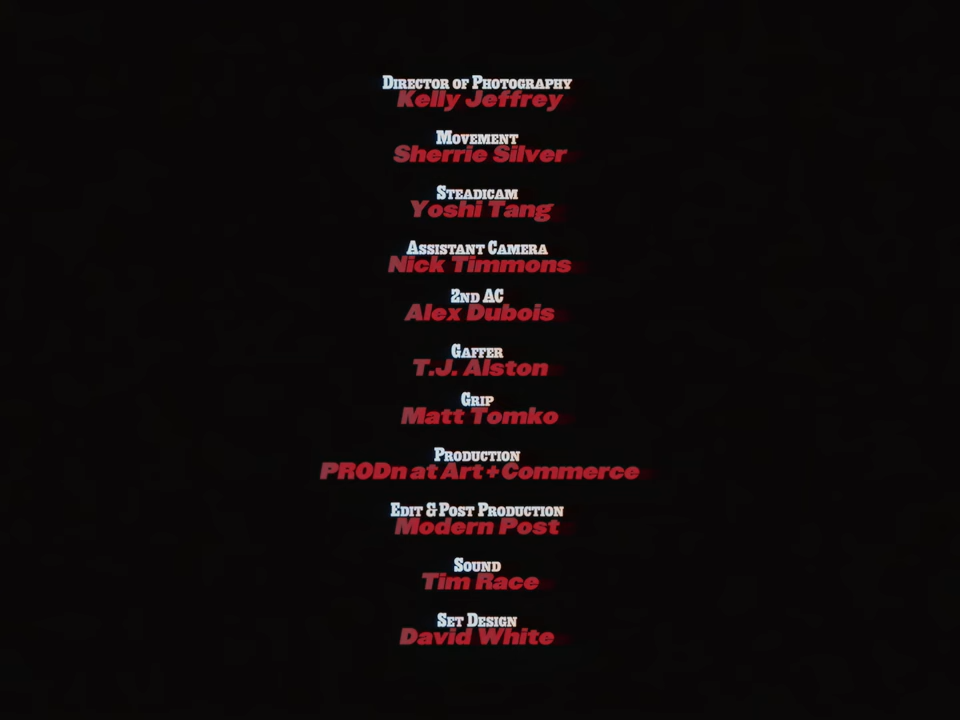 Director of Photography
Kelly Jeffrey
Movement
Sherrie Silver
Steadicam
Yoshi Tang
Assistant Camera
Nick Timmons
2nd AC
Alex Dubois
Gaffer
T.J. Alston
Grip
Matt Tomko
Production
PRODn at Art+Commerce
Edit & Post Production
Modern Post
Sound
Tim Race
Set Design
David White